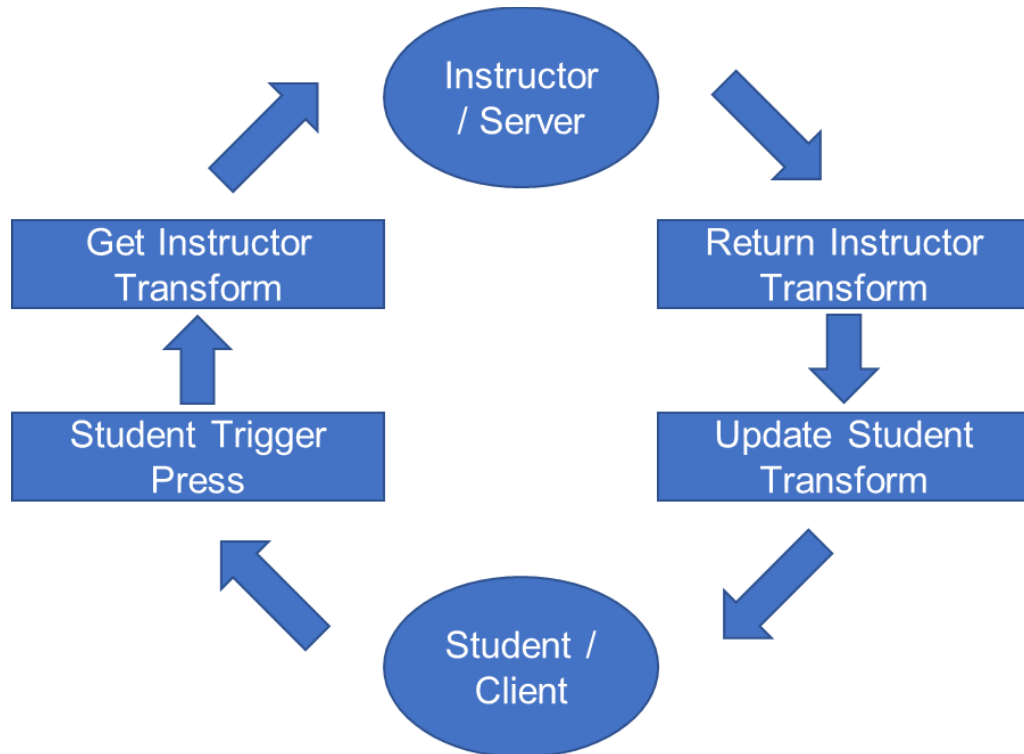 Instructor
/ Server
Get Instructor
Transform
Return Instructor
Transform
Student Trigger
Press
Update Student
Transform
Student /
Client